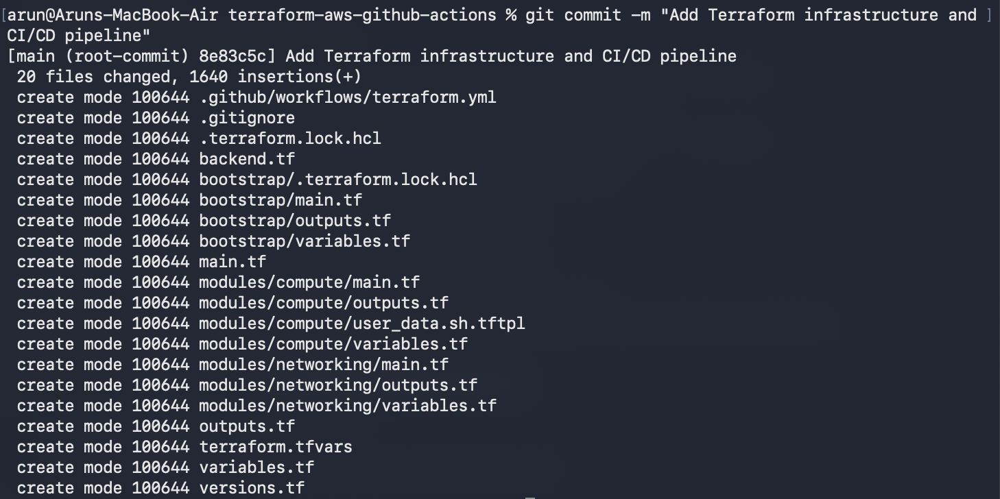 [arun@Aruns-MacBook-Air terraform-aws-github-actions % git commit -m "Add Terraform infrastructure and ]
CI/CD pipeline"
[main (root-commit) 8e83c5c] Add Terraform infrastructure and CI/CD pipeline
 20 files changed, 1640 insertions(+)
 create mode 100644 .github/workflows/terraform.yml
 create mode 100644 .gitignore
 create mode 100644 .terraform.lock.hcl
 create mode 100644 backend.tf
 create mode 100644 bootstrap/.terraform.lock.hcl
 create mode 100644 bootstrap/main.tf
 create mode 100644 bootstrap/outputs.tf
 create mode 100644 bootstrap/variables.tf
 create mode 100644 main.tf
 create mode 100644 modules/compute/main.tf
 create mode 100644 modules/compute/outputs.tf
 create mode 100644 modules/compute/user_data.sh.tftpl
 create mode 100644 modules/compute/variables.tf
 create mode 100644 modules/networking/main.tf
 create mode 100644 modules/networking/outputs.tf
 create mode 100644 modules/networking/variables.tf
 create mode 100644 outputs.tf
 create mode 100644 terraform.tfvars
 create mode 100644 variables.tf
 create mode 100644 versions.tf